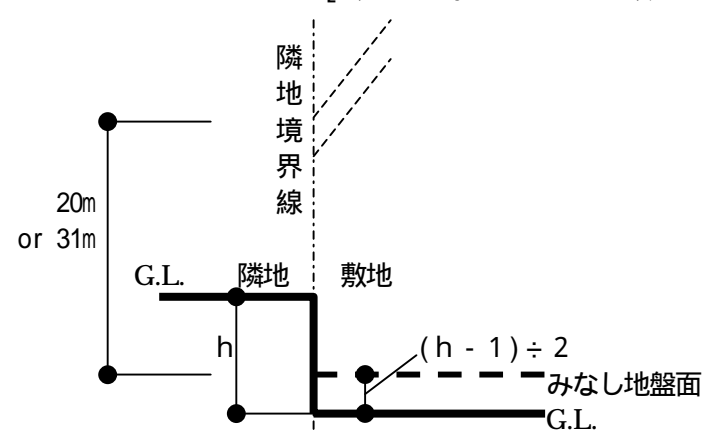 隣地境界線
20m
or 31m
G.L.
隣地
敷地
h
(h - 1) ÷ 2
みなし地盤面
G.L.